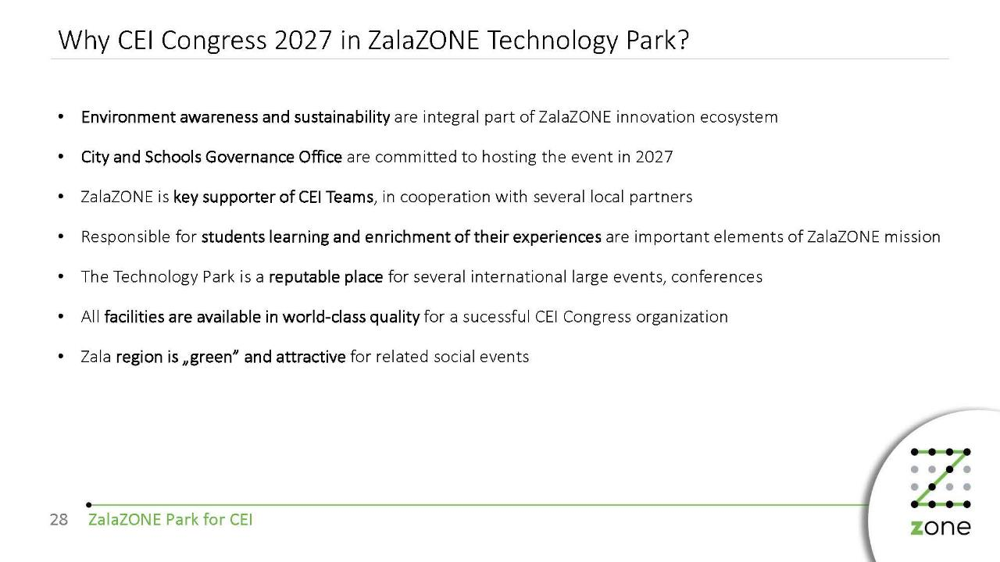 Why CEI Congress 2027 in ZalaZONE Technology Park?
• Environment awareness and sustainability are integral part of ZalaZONE innovation ecosystem
• City and Schools Governance Office are committed to hosting the event in 2027
• ZalaZONE is key supporter of CEI Teams, in cooperation with several local partners
• Responsible for students learning and enrichment of their experiences are important elements of ZalaZONE mission
• The Technology Park is a reputable place for several international large events, conferences
• All facilities are available in world-class quality for a sucessful CEI Congress organization
• Zala region is „green” and attractive for related social events
28 ZalaZONE Park for CEI
zone